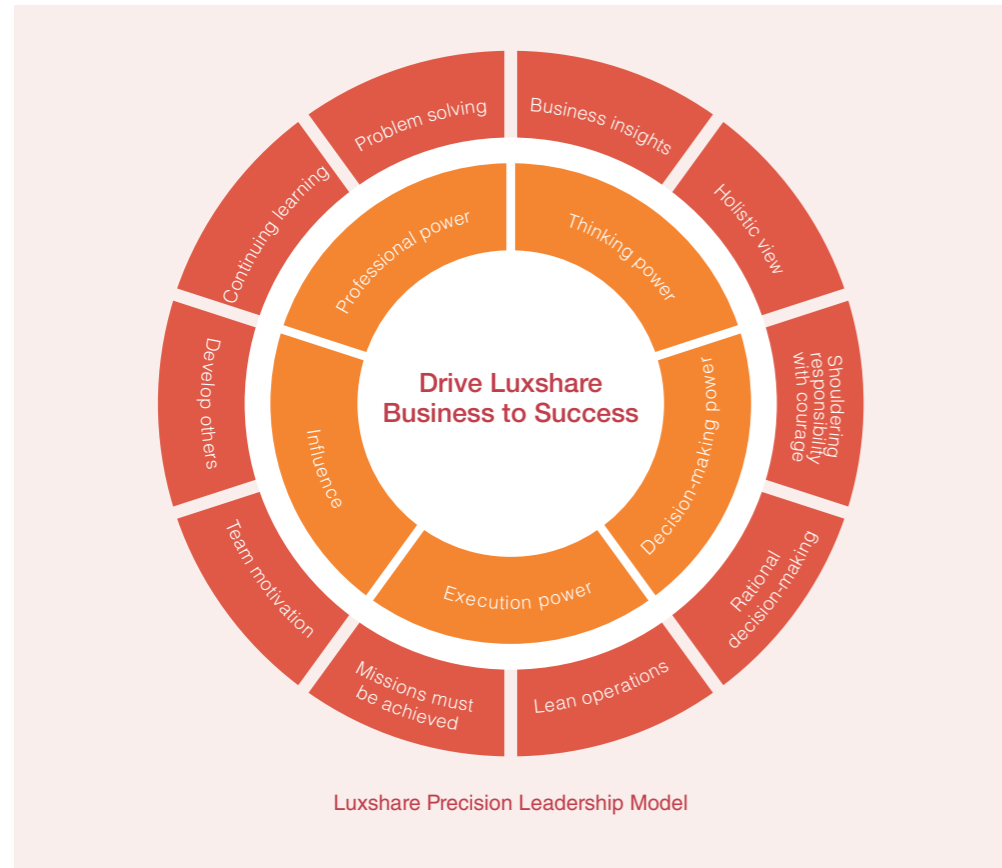 Problem solving
Business insights
Holistic view
Shouldering
responsibility
with courage
Rational
decision-making
Lean operations
Missions must
be achieved
Team motivation
Develop others
Continuing learning
Professional power
Thinking power
Decision-making power
Execution power
Influence
Drive Luxshare
Business to Success
Luxshare Precision Leadership Model